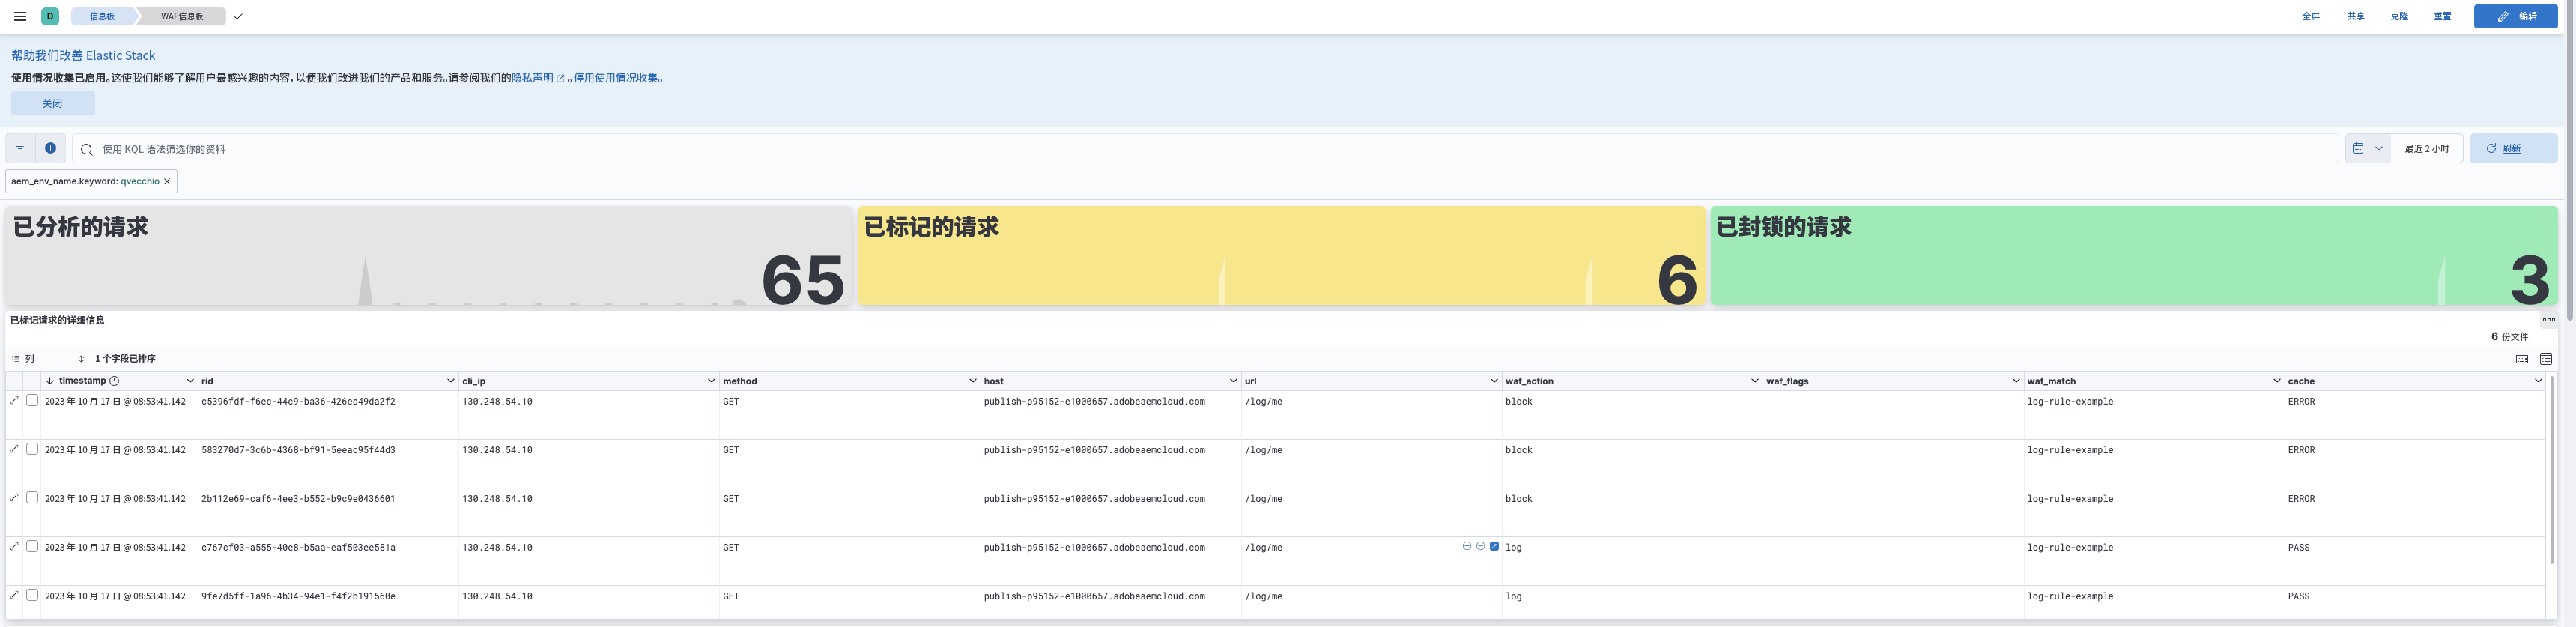 D 信息板 WAF信息板 全屏 共享 克隆 重置 编辑
帮助我们改善 Elastic Stack
使用情况收集已启用。这使我们能够了解用户最感兴趣的内容，以便我们改进我们的产品和服务。请参阅我们的隐私声明。停用使用情况收集。
关闭
使用 KQL 语法筛选你的资料 最近 2 小时 刷新
aem_env_name.keyword: qvecchio ×
已分析的请求 已标记的请求 已封锁的请求
65 6 3
已标记请求的详细信息
6 份文件
列 1 个字段已排序
timestamp rid cli_ip method host url waf_action waf_flags waf_match cache
2023 年 10 月 17 日 @ 08:53:41.142 c5396fdf-f6ec-44c9-ba36-426ed49da2f2 130.248.54.10 GET publish-p95152-e1000657.adobeaemcloud.com /log/me block log-rule-example ERROR
2023 年 10 月 17 日 @ 08:53:41.142 583270d7-3c6b-4368-bf91-5eeac95f44d3 130.248.54.10 GET publish-p95152-e1000657.adobeaemcloud.com /log/me block log-rule-example ERROR
2023 年 10 月 17 日 @ 08:53:41.142 2b112e69-caf6-4ee3-b552-b9c9e0436601 130.248.54.10 GET publish-p95152-e1000657.adobeaemcloud.com /log/me block log-rule-example ERROR
2023 年 10 月 17 日 @ 08:53:41.142 c767cf03-a555-40e8-b5aa-eaf503ee581a 130.248.54.10 GET publish-p95152-e1000657.adobeaemcloud.com /log/me log log-rule-example PASS
2023 年 10 月 17 日 @ 08:53:41.142 9fe7d5ff-1a96-4b34-94e1-f4f2b191560e 130.248.54.10 GET publish-p95152-e1000657.adobeaemcloud.com /log/me log log-rule-example PASS